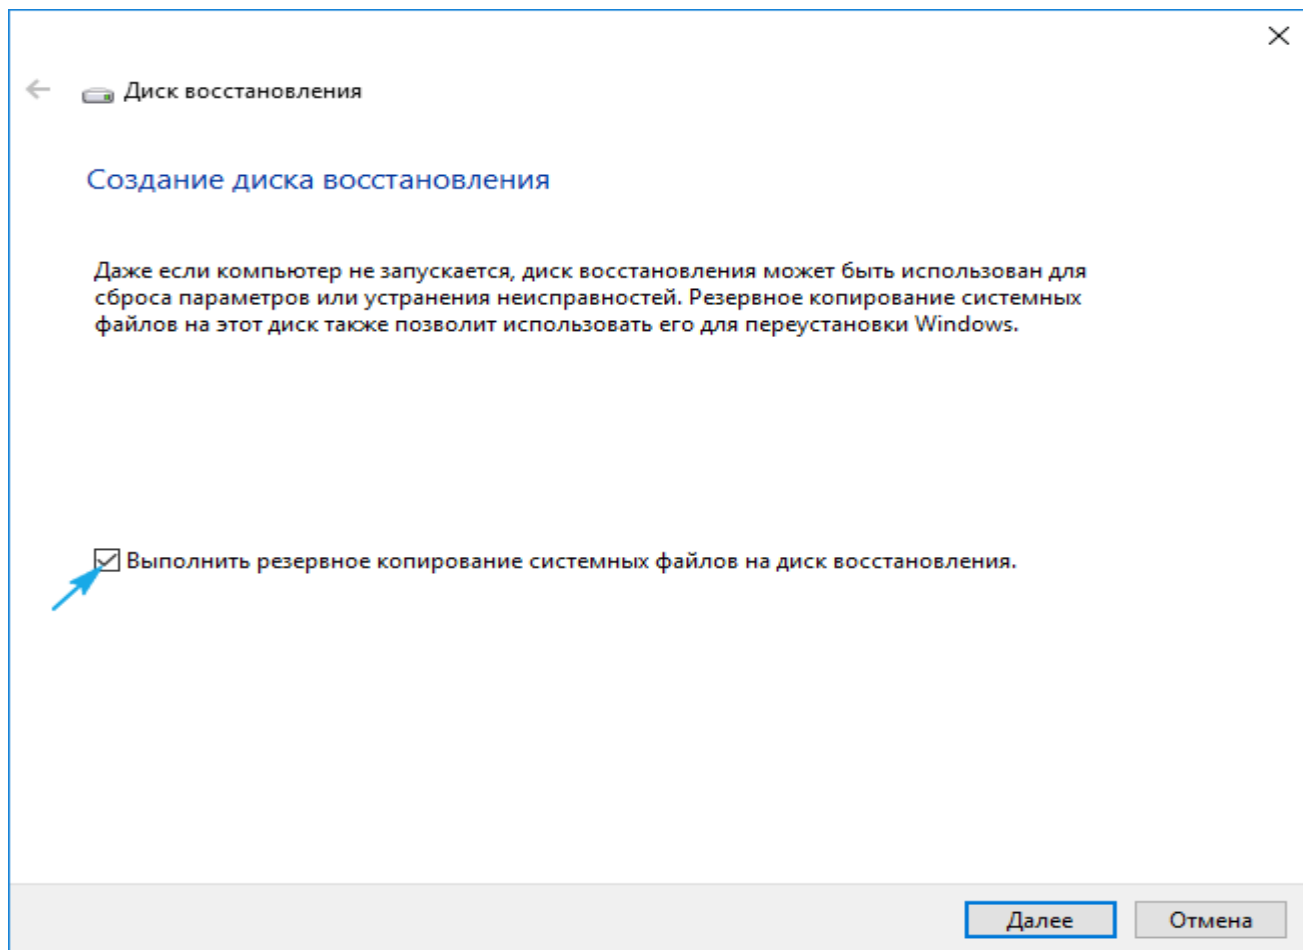 Диск восстановления
Создание диска восстановления
Даже если компьютер не запускается, диск восстановления может быть использован для
сброса параметров или устранения неисправностей. Резервное копирование системных
файлов на этот диск также позволит использовать его для переустановки Windows.
Выполнить резервное копирование системных файлов на диск восстановления.
Далее
Отмена